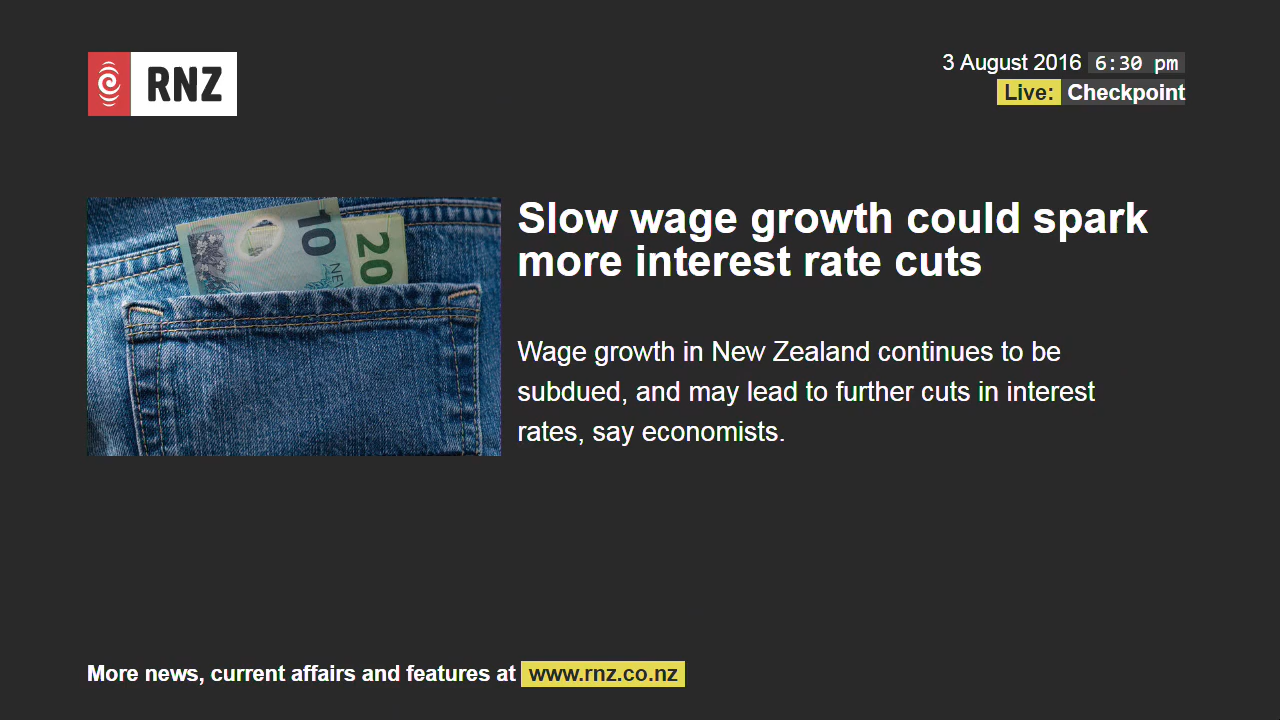 RNZ
3 August 2016 6:30 pm
Live: Checkpoint
10
20
NEW
Slow wage growth could spark
more interest rate cuts
Wage growth in New Zealand continues to be
subdued, and may lead to further cuts in interest
rates, say economists.
More news, current affairs and features at www.rnz.co.nz